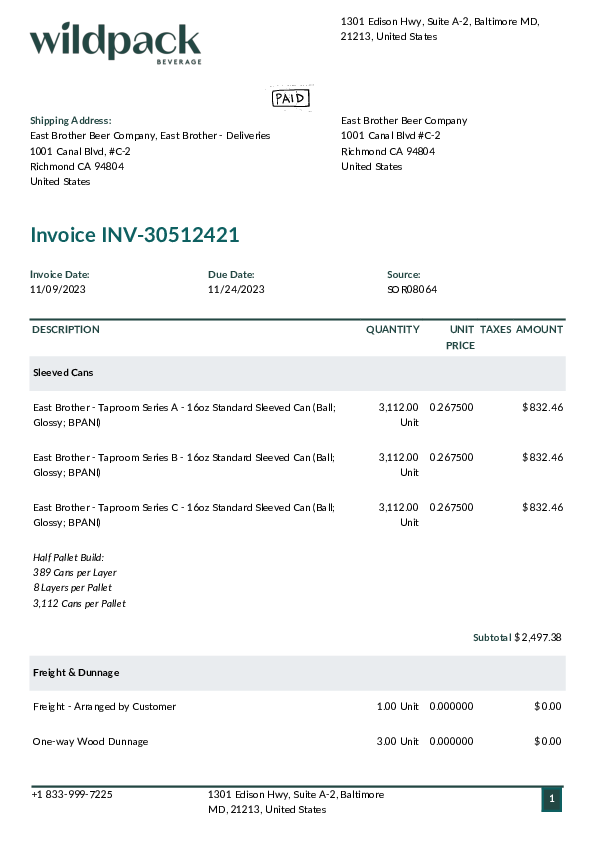 wildpack
BEVERAGE
1301 Edison Hwy, Suite A-2, Baltimore MD,
21213, United States
PAID
Shipping Address:
East Brother Beer Company, East Brother - Deliveries
1001 Canal Blvd, #C-2
Richmond CA 94804
United States
East Brother Beer Company
1001 Canal Blvd #C-2
Richmond CA 94804
United States
Invoice INV-30512421
Invoice Date: Due Date: Source:
11/09/2023 11/24/2023 SOR08064
DESCRIPTION QUANTITY UNIT TAXES AMOUNT
PRICE
Sleeved Cans
East Brother - Taproom Series A - 16oz Standard Sleeved Can (Ball; 3,112.00 0.267500 $ 832.46
Glossy; BPANI) Unit
East Brother - Taproom Series B - 16oz Standard Sleeved Can (Ball; 3,112.00 0.267500 $ 832.46
Glossy; BPANI) Unit
East Brother - Taproom Series C - 16oz Standard Sleeved Can (Ball; 3,112.00 0.267500 $ 832.46
Glossy; BPANI) Unit
Half Pallet Build:
389 Cans per Layer
8 Layers per Pallet
3,112 Cans per Pallet
Subtotal $ 2,497.38
Freight & Dunnage
Freight - Arranged by Customer 1.00 Unit 0.000000 $ 0.00
One-way Wood Dunnage 3.00 Unit 0.000000 $ 0.00
+1 833-999-7225 1301 Edison Hwy, Suite A-2, Baltimore 1
MD, 21213, United States